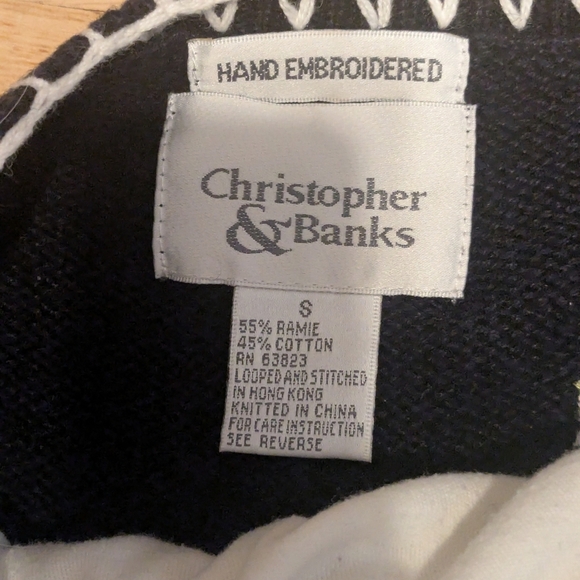 HAND EMBROIDERED
Christopher
& Banks
S
55% RAMIE
45% COTTON
RN 63823
LOOPED AND STITCHED
IN HONG KONG
KNITTED IN CHINA
FOR CARE INSTRUCTION
SEE REVERSE